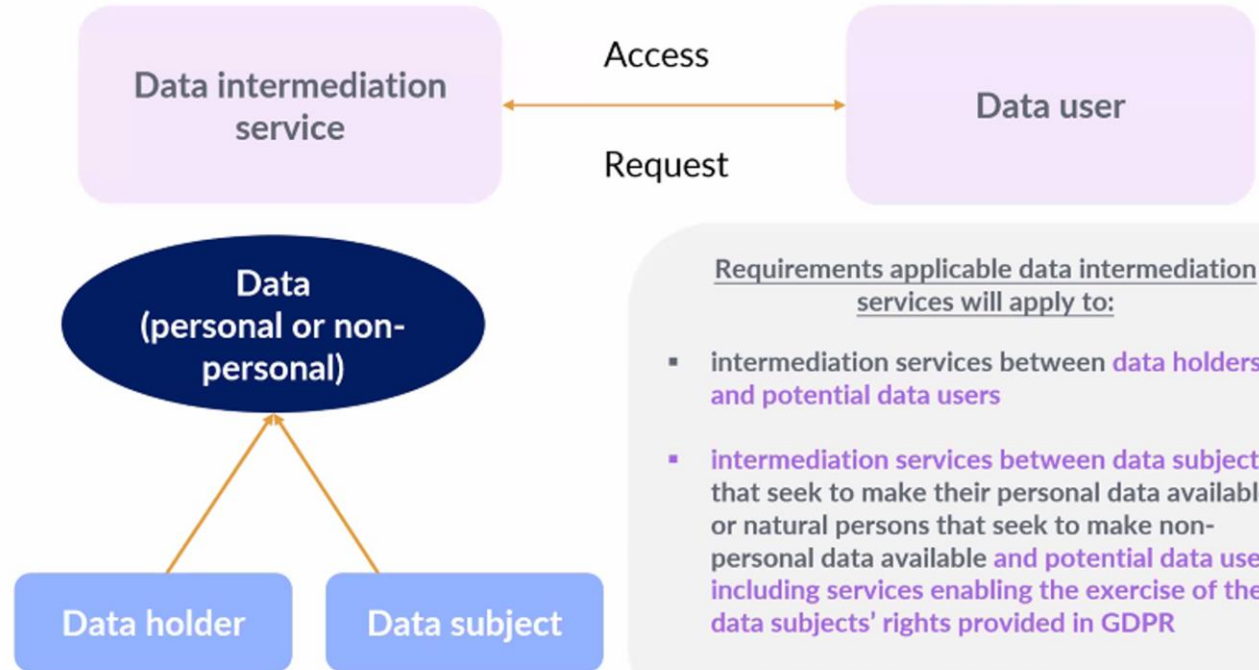 Data intermediation
service
Access
Request
Data user
Data
(personal or non-
personal)
Data holder
Data subject
Requirements applicable data intermediation
services will apply to:
▪ intermediation services between data holders
and potential data users
▪ intermediation services between data subject
that seek to make their personal data availabl
or natural persons that seek to make non-
personal data available and potential data use
including services enabling the exercise of the
data subjects’ rights provided in GDPR